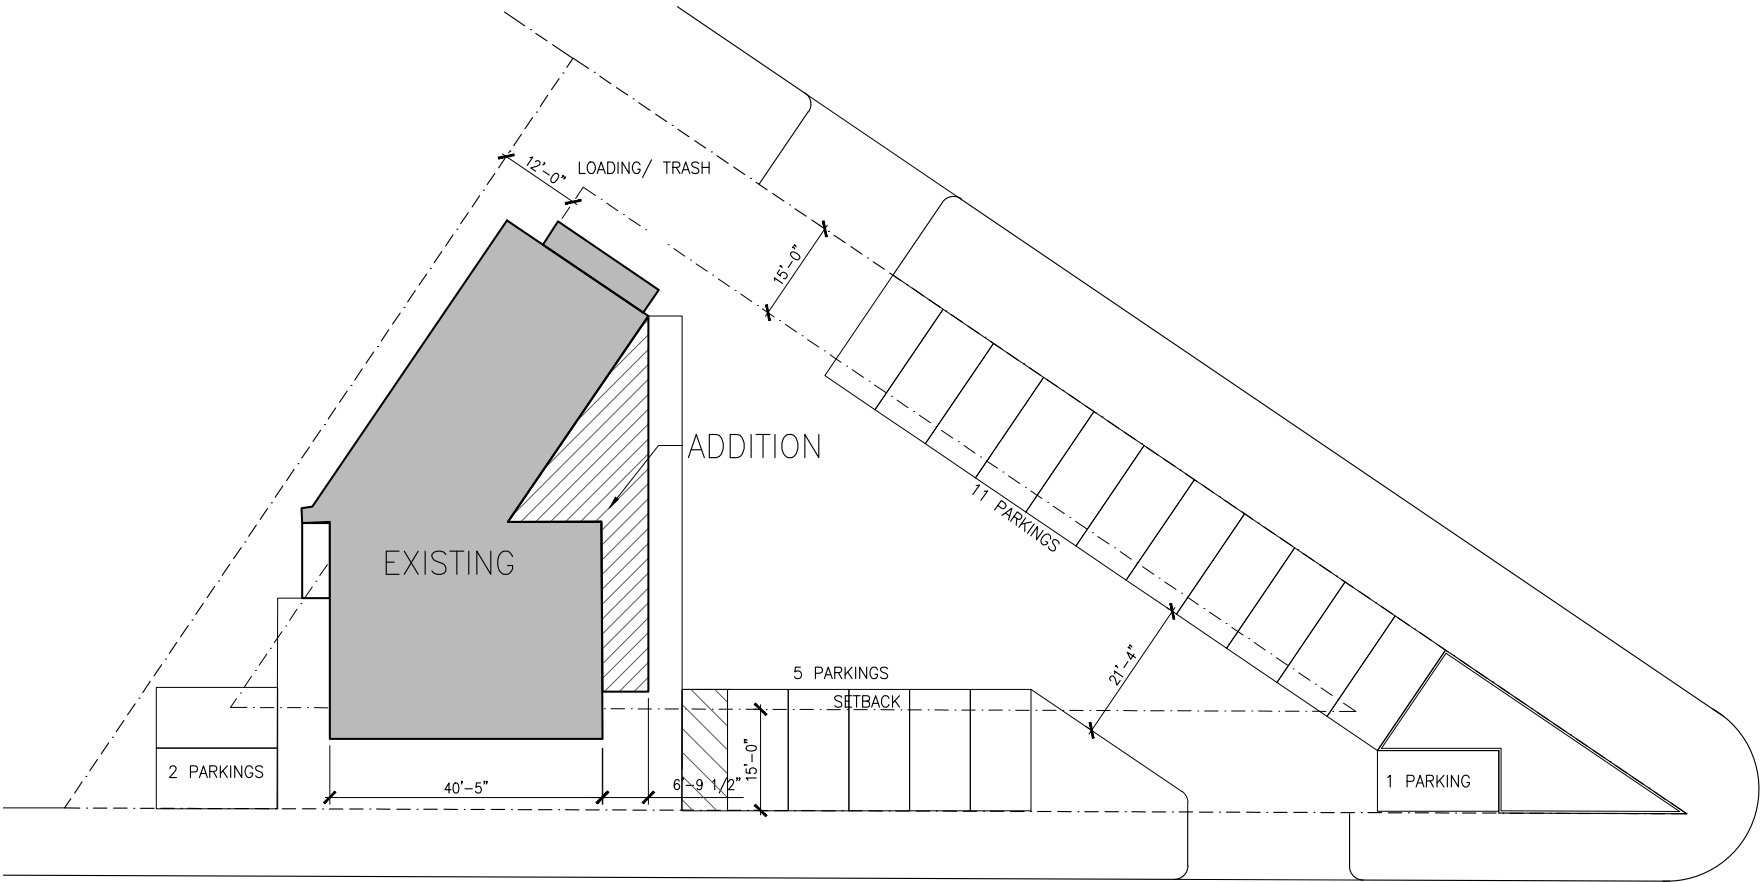 12'-0"
LOADING/ TRASH
15'-0"
ADDITION
11 PARKINGS
EXISTING
21'-4"
5 PARKINGS
SETBACK
2 PARKINGS
15'-0"
40'-5"
6'-9 1/2"
1 PARKING